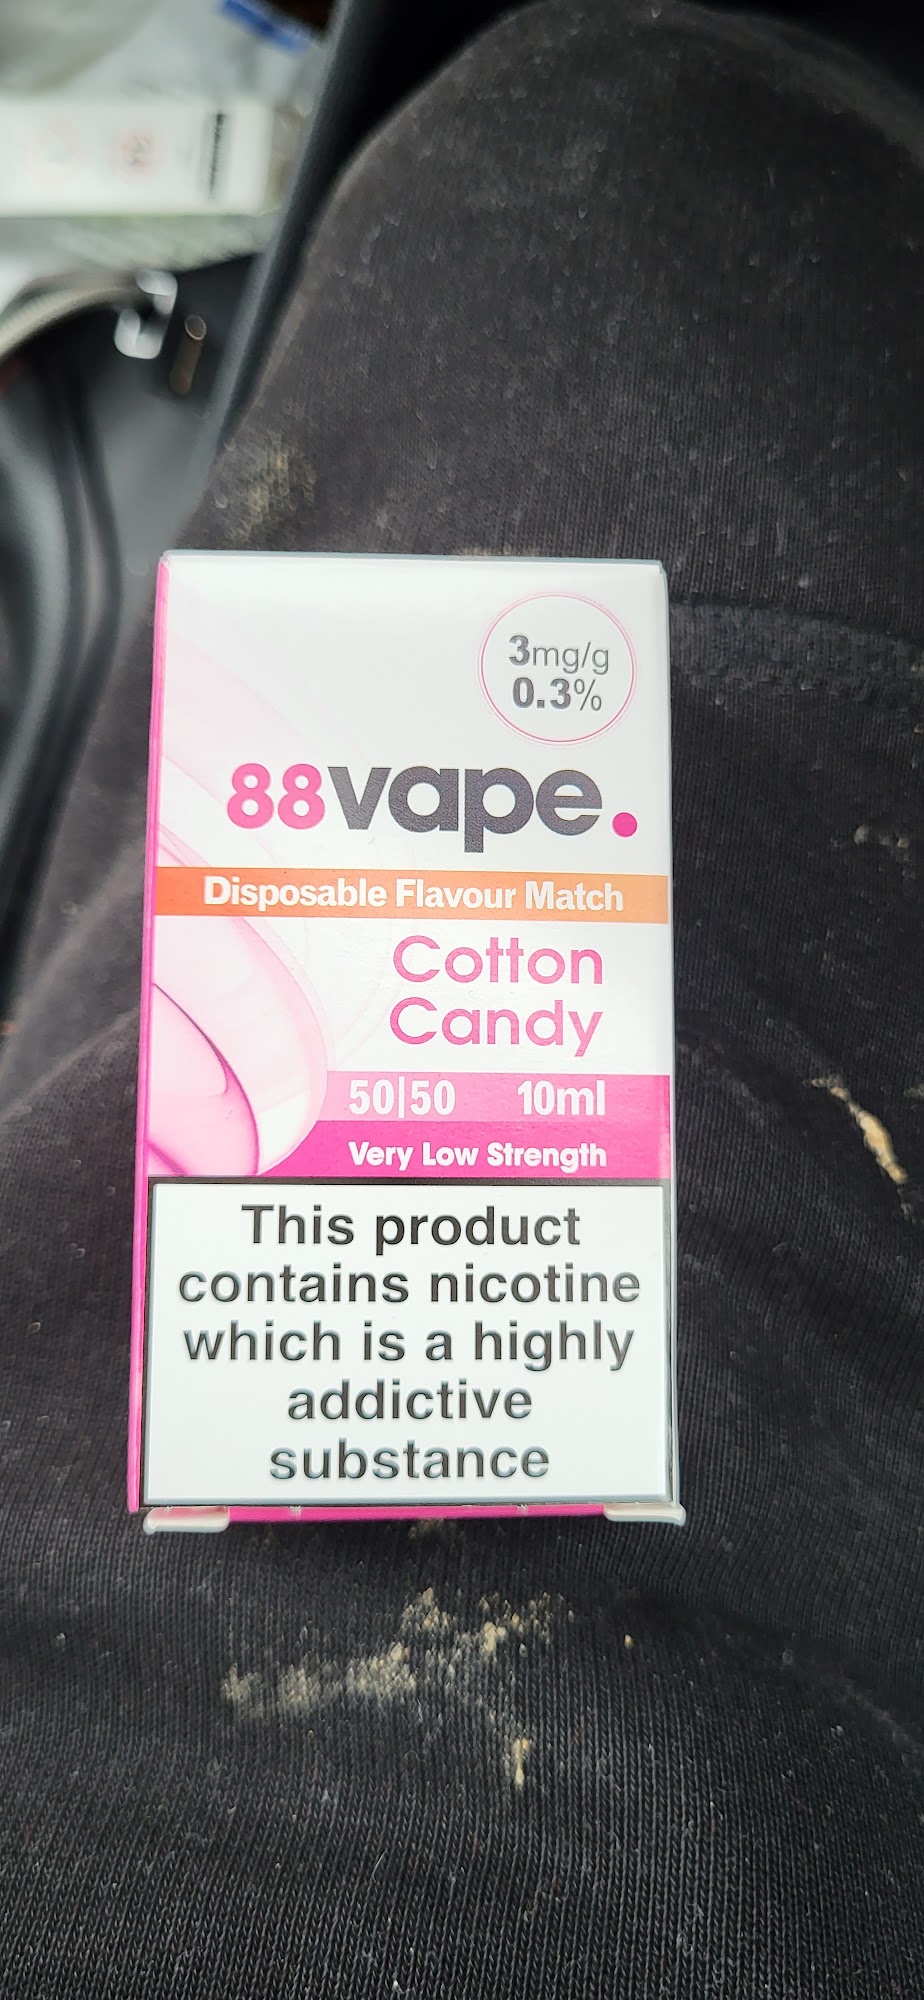 3mg/g
0.3%
88vape.
Disposable Flavour Match
Cotton
Candy
50|50 10ml
Very Low Strength
This product
contains nicotine
which is a highly
addictive
substance